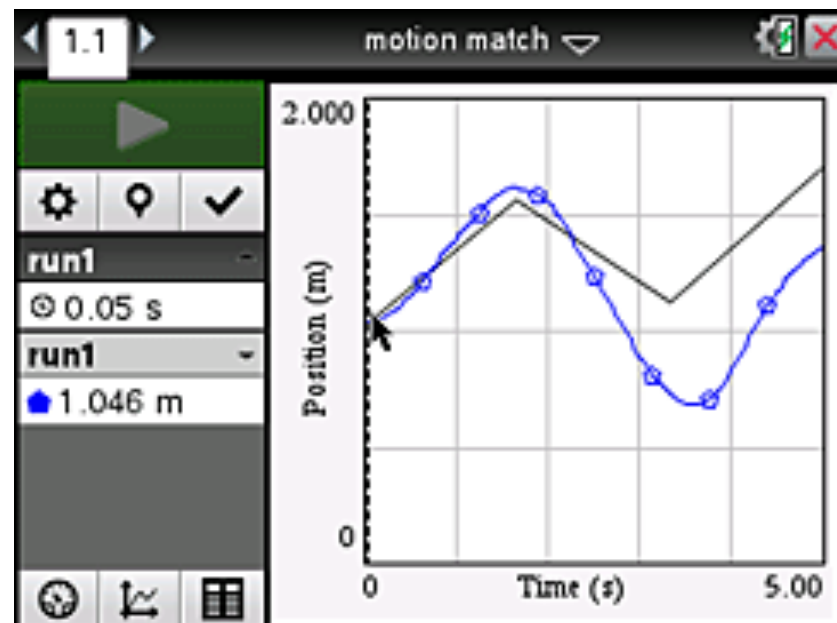 1.1
motion match
run1
0.05 s
run1
1.046 m
2.000
Position (m)
0
0
Time (s)
5.00